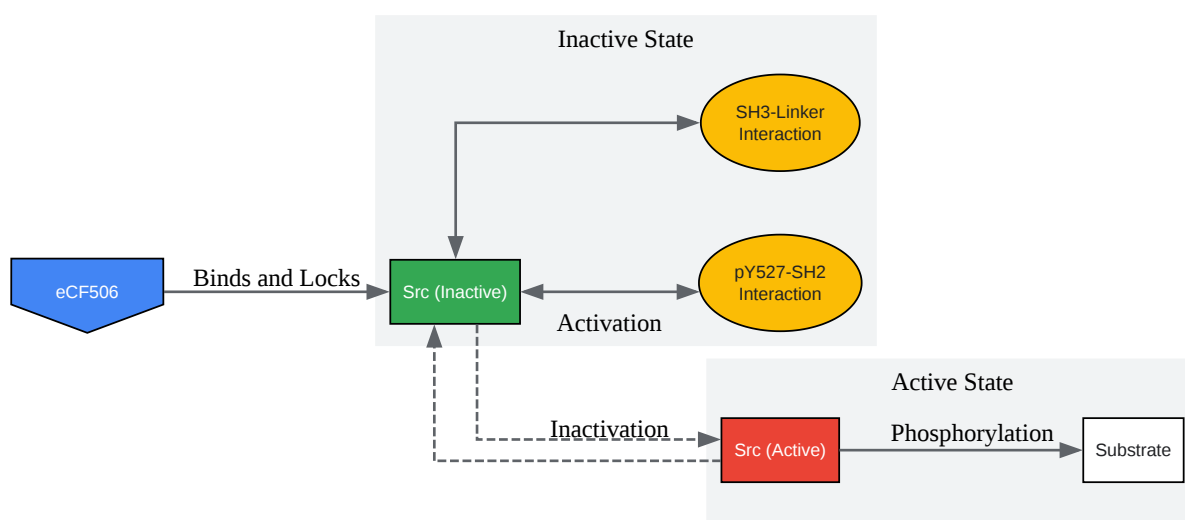 Inactive State
SH3-Linker
Interaction
eCF506
Binds and Locks
Src (Inactive)
pY527-SH2
Interaction
Activation
Active State
Inactivation
Src (Active)
Phosphorylation
Substrate